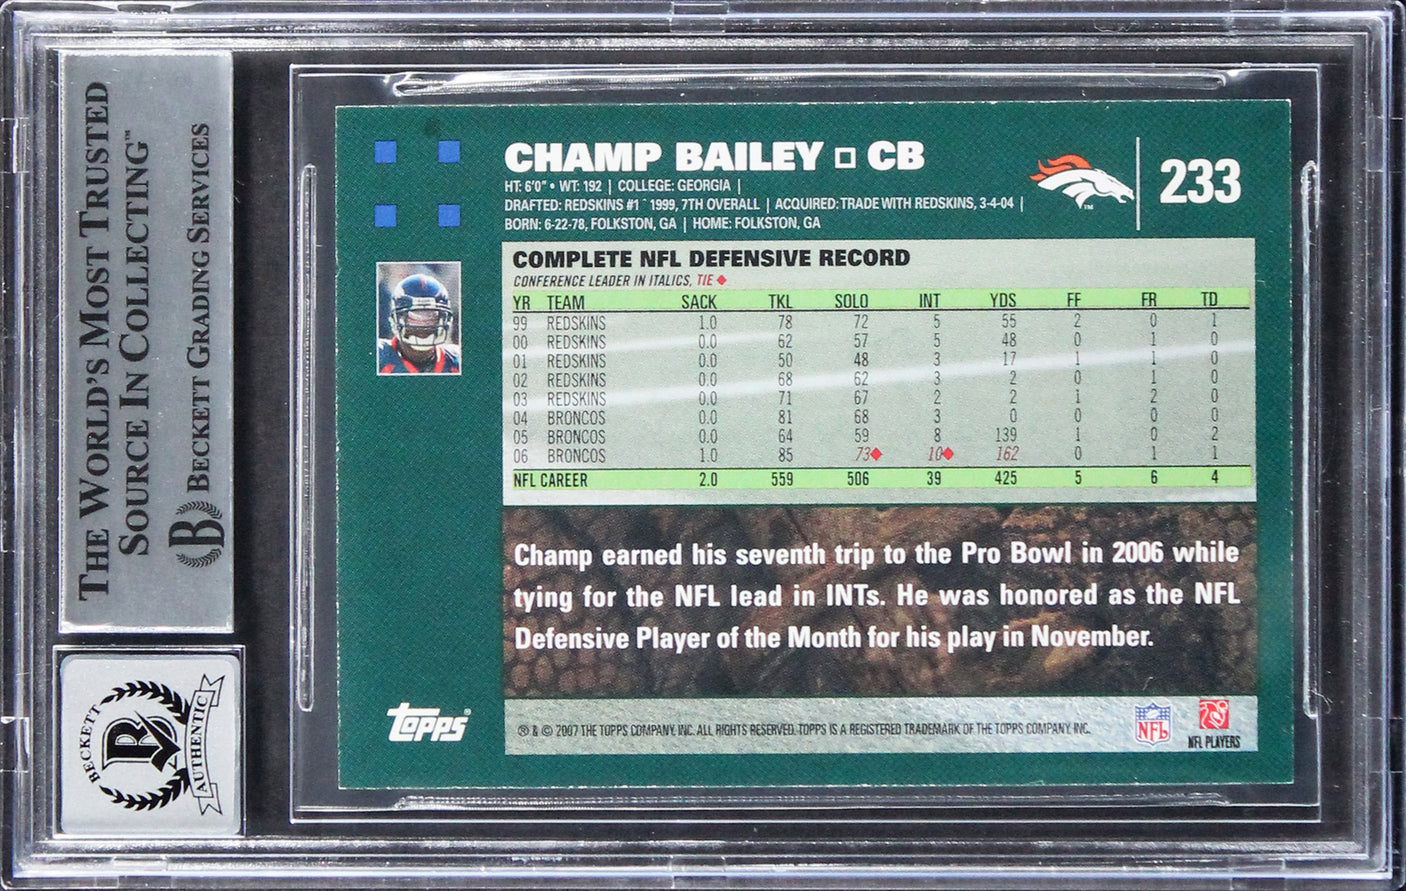 THE WORLD'S MOST TRUSTED
SOURCE IN COLLECTING™
B BECKETT GRADING SERVICES
BECKETT
B
AUTHENTIC
CHAMP BAILEY □ CB
HT: 6'0" • WT: 192 | COLLEGE: GEORGIA |
DRAFTED: REDSKINS #1 ` 1999, 7TH OVERALL | ACQUIRED: TRADE WITH REDSKINS, 3-4-04 |
BORN: 6-22-78, FOLKSTON, GA | HOME: FOLKSTON, GA
TM
233
COMPLETE NFL DEFENSIVE RECORD
CONFERENCE LEADER IN ITALICS, TIE ♦
YR TEAM SACK TKL SOLO INT YDS FF FR TD
99 REDSKINS 1.0 78 72 5 55 2 0 1
00 REDSKINS 0.0 62 57 5 48 0 1 0
01 REDSKINS 0.0 50 48 3 17 1 1 0
02 REDSKINS 0.0 68 62 3 2 0 1 0
03 REDSKINS 0.0 71 67 2 2 1 2 0
04 BRONCOS 0.0 81 68 3 0 0 0 0
05 BRONCOS 0.0 64 59 8 139 1 0 2
06 BRONCOS 1.0 85 73♦ 10♦ 162 0 1 1
NFL CAREER 2.0 559 506 39 425 5 6 4
Champ earned his seventh trip to the Pro Bowl in 2006 while
tying for the NFL lead in INTs. He was honored as the NFL
Defensive Player of the Month for his play in November.
Topps®
® & © 2007 THE TOPPS COMPANY, INC. ALL RIGHTS RESERVED. TOPPS IS A REGISTERED TRADEMARK OF THE TOPPS COMPANY, INC.
NFL
NFL PLAYERS